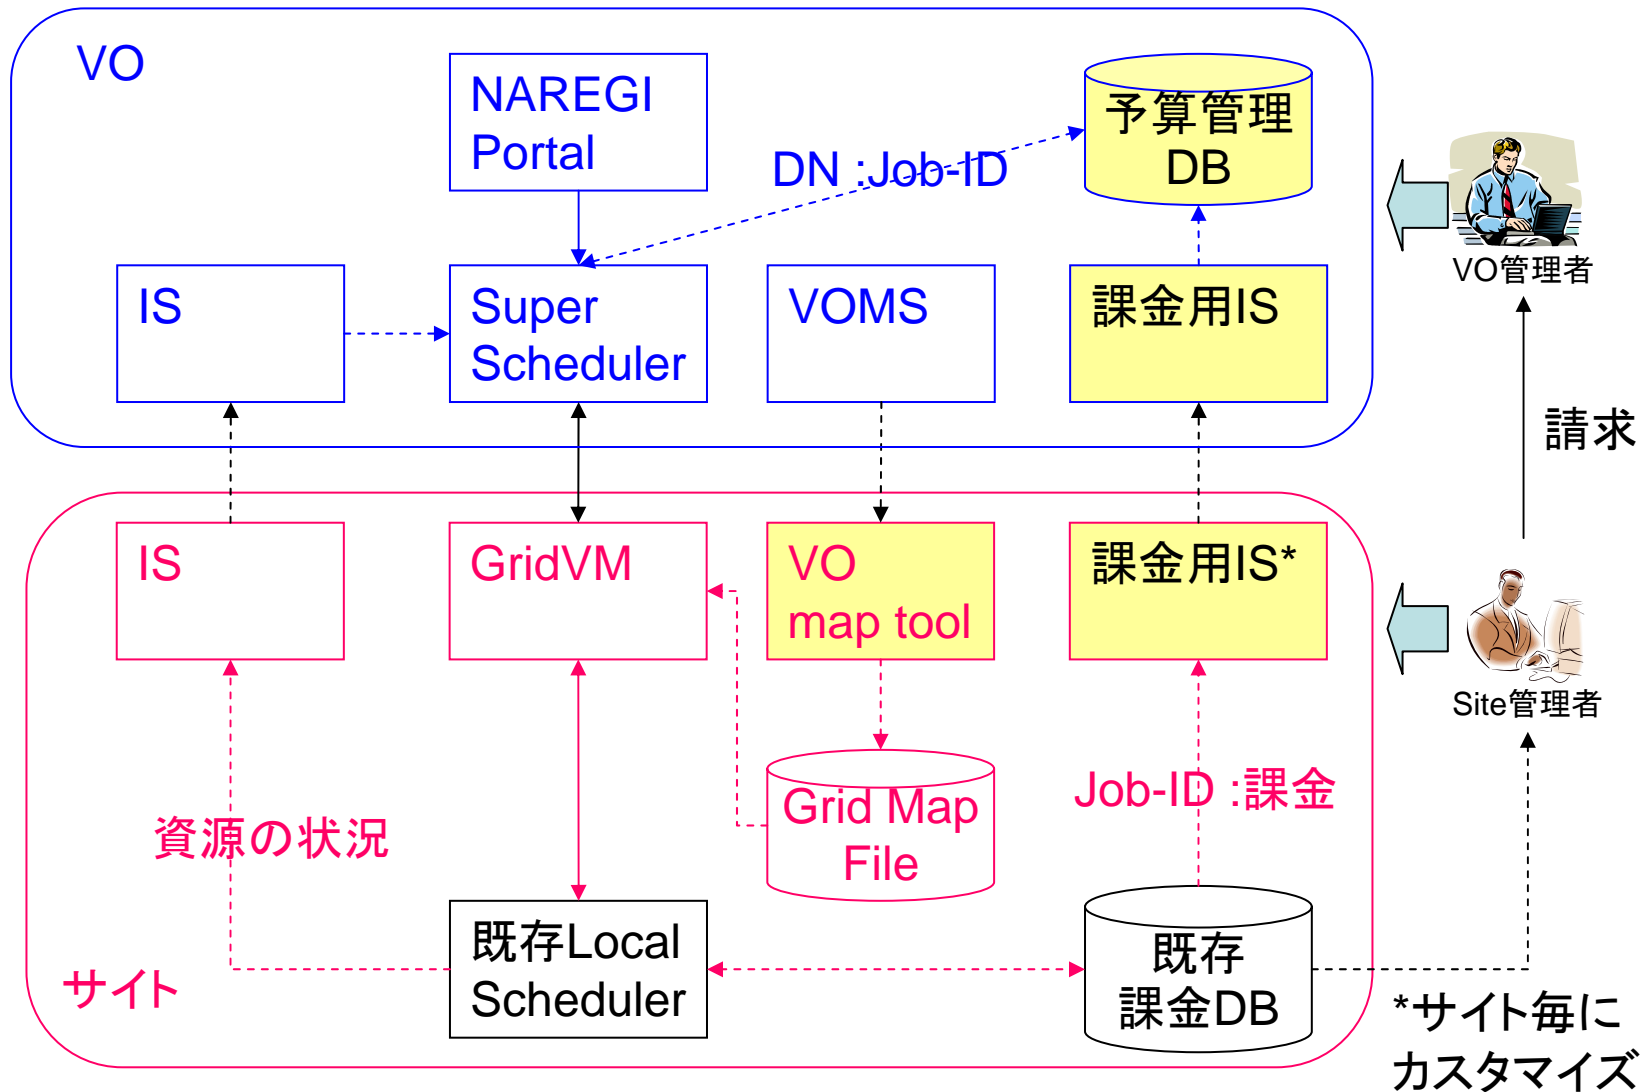 VO
NAREGI
Portal
DN :Job-ID
予算管理
DB
VO管理者
IS
Super
Scheduler
VOMS
課金用IS
請求
IS
GridVM
VO
map tool
課金用IS*
Site管理者
Grid Map
File
Job-ID :課金
資源の状況
既存Local
Scheduler
既存
課金DB
サイト
*サイト毎に
カスタマイズ